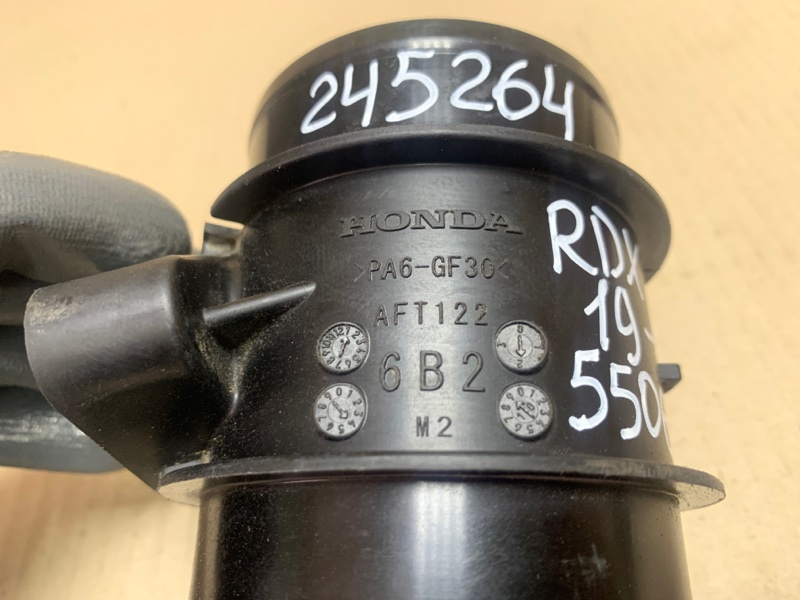 245264
HONDA
>PA6-GF30<
AFT122
6B2
M2
RDX
19-
550